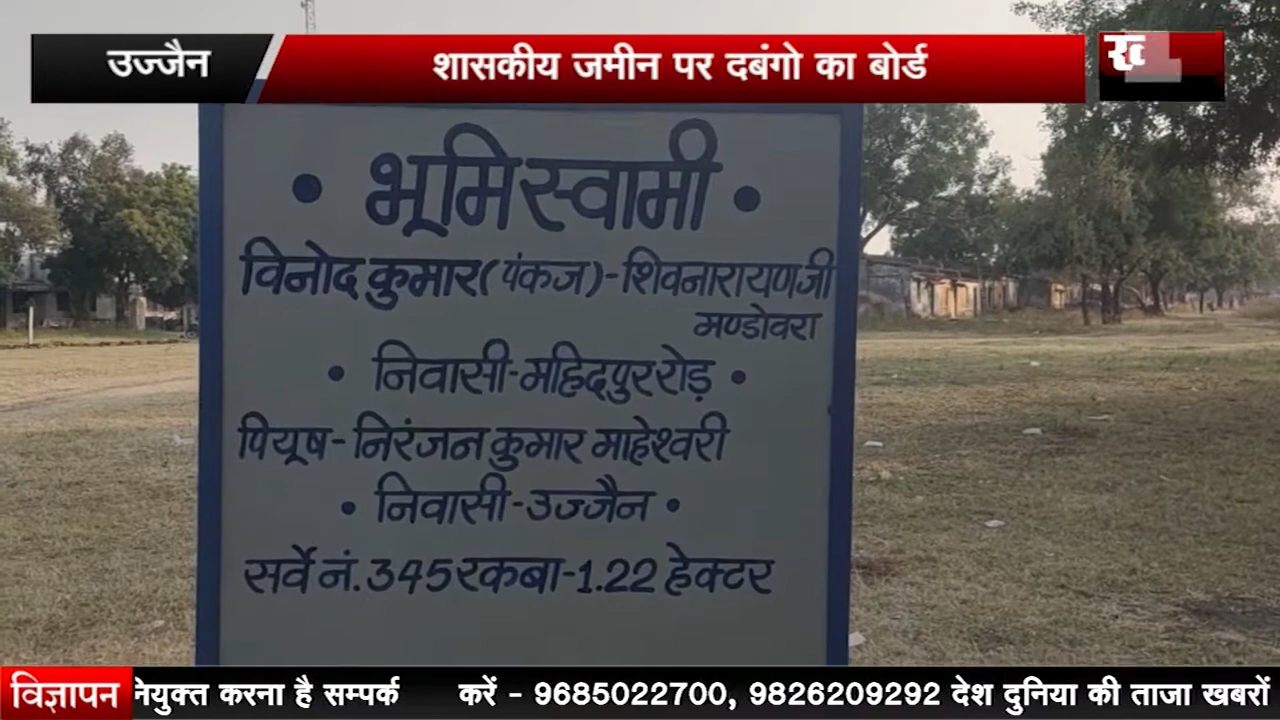 उज्जैन
शासकीय जमीन पर दबंगो का बोर्ड
• भूमिस्वामी •
विनोद कुमार (पंकज)-शिवनारायणजी
मण्डोवरा
• निवासी-महिदपुर रोड़ •
पियूष-निरंजन कुमार माहेश्वरी
• निवासी-उज्जैन •
सर्वे नं. 345 रकबा-1.22 हेक्टर
विज्ञापन
नियुक्त करना है सम्पर्क करें - 9685022700, 9826209292 देश दुनिया की ताजा खबरों